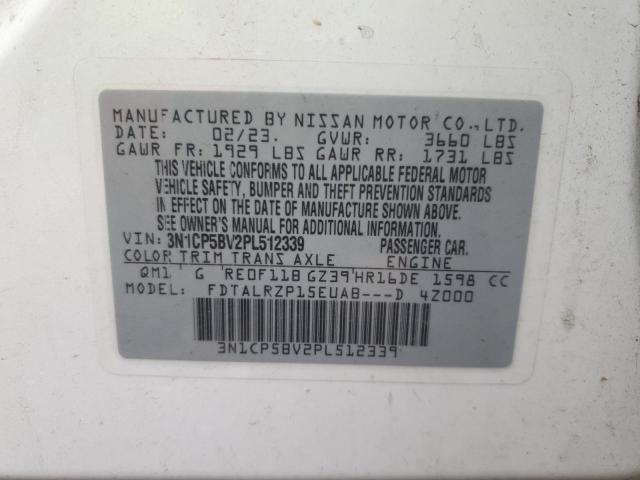 MANUFACTURED BY NISSAN MOTOR CO., LTD.
DATE: 02/23. GVWR: 3660 LBS
GAWR FR: 1929 LBS GAWR RR: 1731 LBS
THIS VEHICLE CONFORMS TO ALL APPLICABLE FEDERAL MOTOR
VEHICLE SAFETY, BUMPER AND THEFT PREVENTION STANDARDS
IN EFFECT ON THE DATE OF MANUFACTURE SHOWN ABOVE.
SEE OWNER'S MANUAL FOR ADDITIONAL INFORMATION
VIN: 3N1CP5BV2PL512339 PASSENGER CAR.
COLOR TRIM TRANS AXLE ENGINE
QM1 G RE0F11B GZ39 HR16DE 1598 CC
FDTALRZP15EUAB---D 4Z000
3N1CP5BV2PL512339